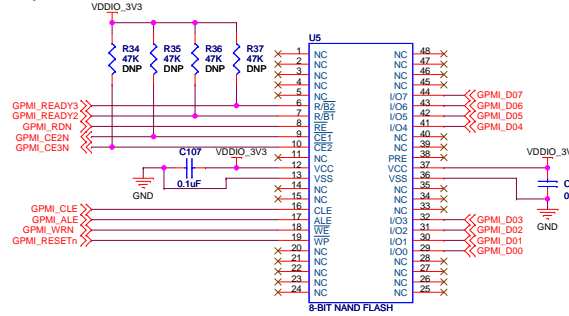 VDDIO_3V3
R34 47K DNP
R35 47K DNP
R36 47K DNP
R37 47K DNP
U5
1 NC NC 48
2 NC NC 47
3 NC NC 46
4 NC NC 45
5 NC I/O7 44 GPMI_D07
GPMI_READY3 6 R/B2 I/O6 43 GPMI_D06
GPMI_READY2 7 R/B1 I/O5 42 GPMI_D05
GPMI_RDN 8 RE I/O4 41 GPMI_D04
GPMI_CE2N 9 CE1 NC 40
GPMI_CE3N 10 CE2 NC 39
11 NC PRE 38
C107 VDDIO_3V3 12 VCC VCC 37 VDDIO_3V
0.1uF 13 VSS VSS 36
GND
14 NC NC 35
15 NC NC 34
GPMI_CLE 16 CLE NC 33
GPMI_ALE 17 ALE I/O3 32 GPMI_D03
GPMI_WRN 18 WE I/O2 31 GPMI_D02
GPMI_RESETn 19 WP I/O1 30 GPMI_D01
20 NC I/O0 29 GPMI_D00
21 NC NC 28
22 NC NC 27
23 NC NC 26
24 NC NC 25
C
0
GND
8-BIT NAND FLASH